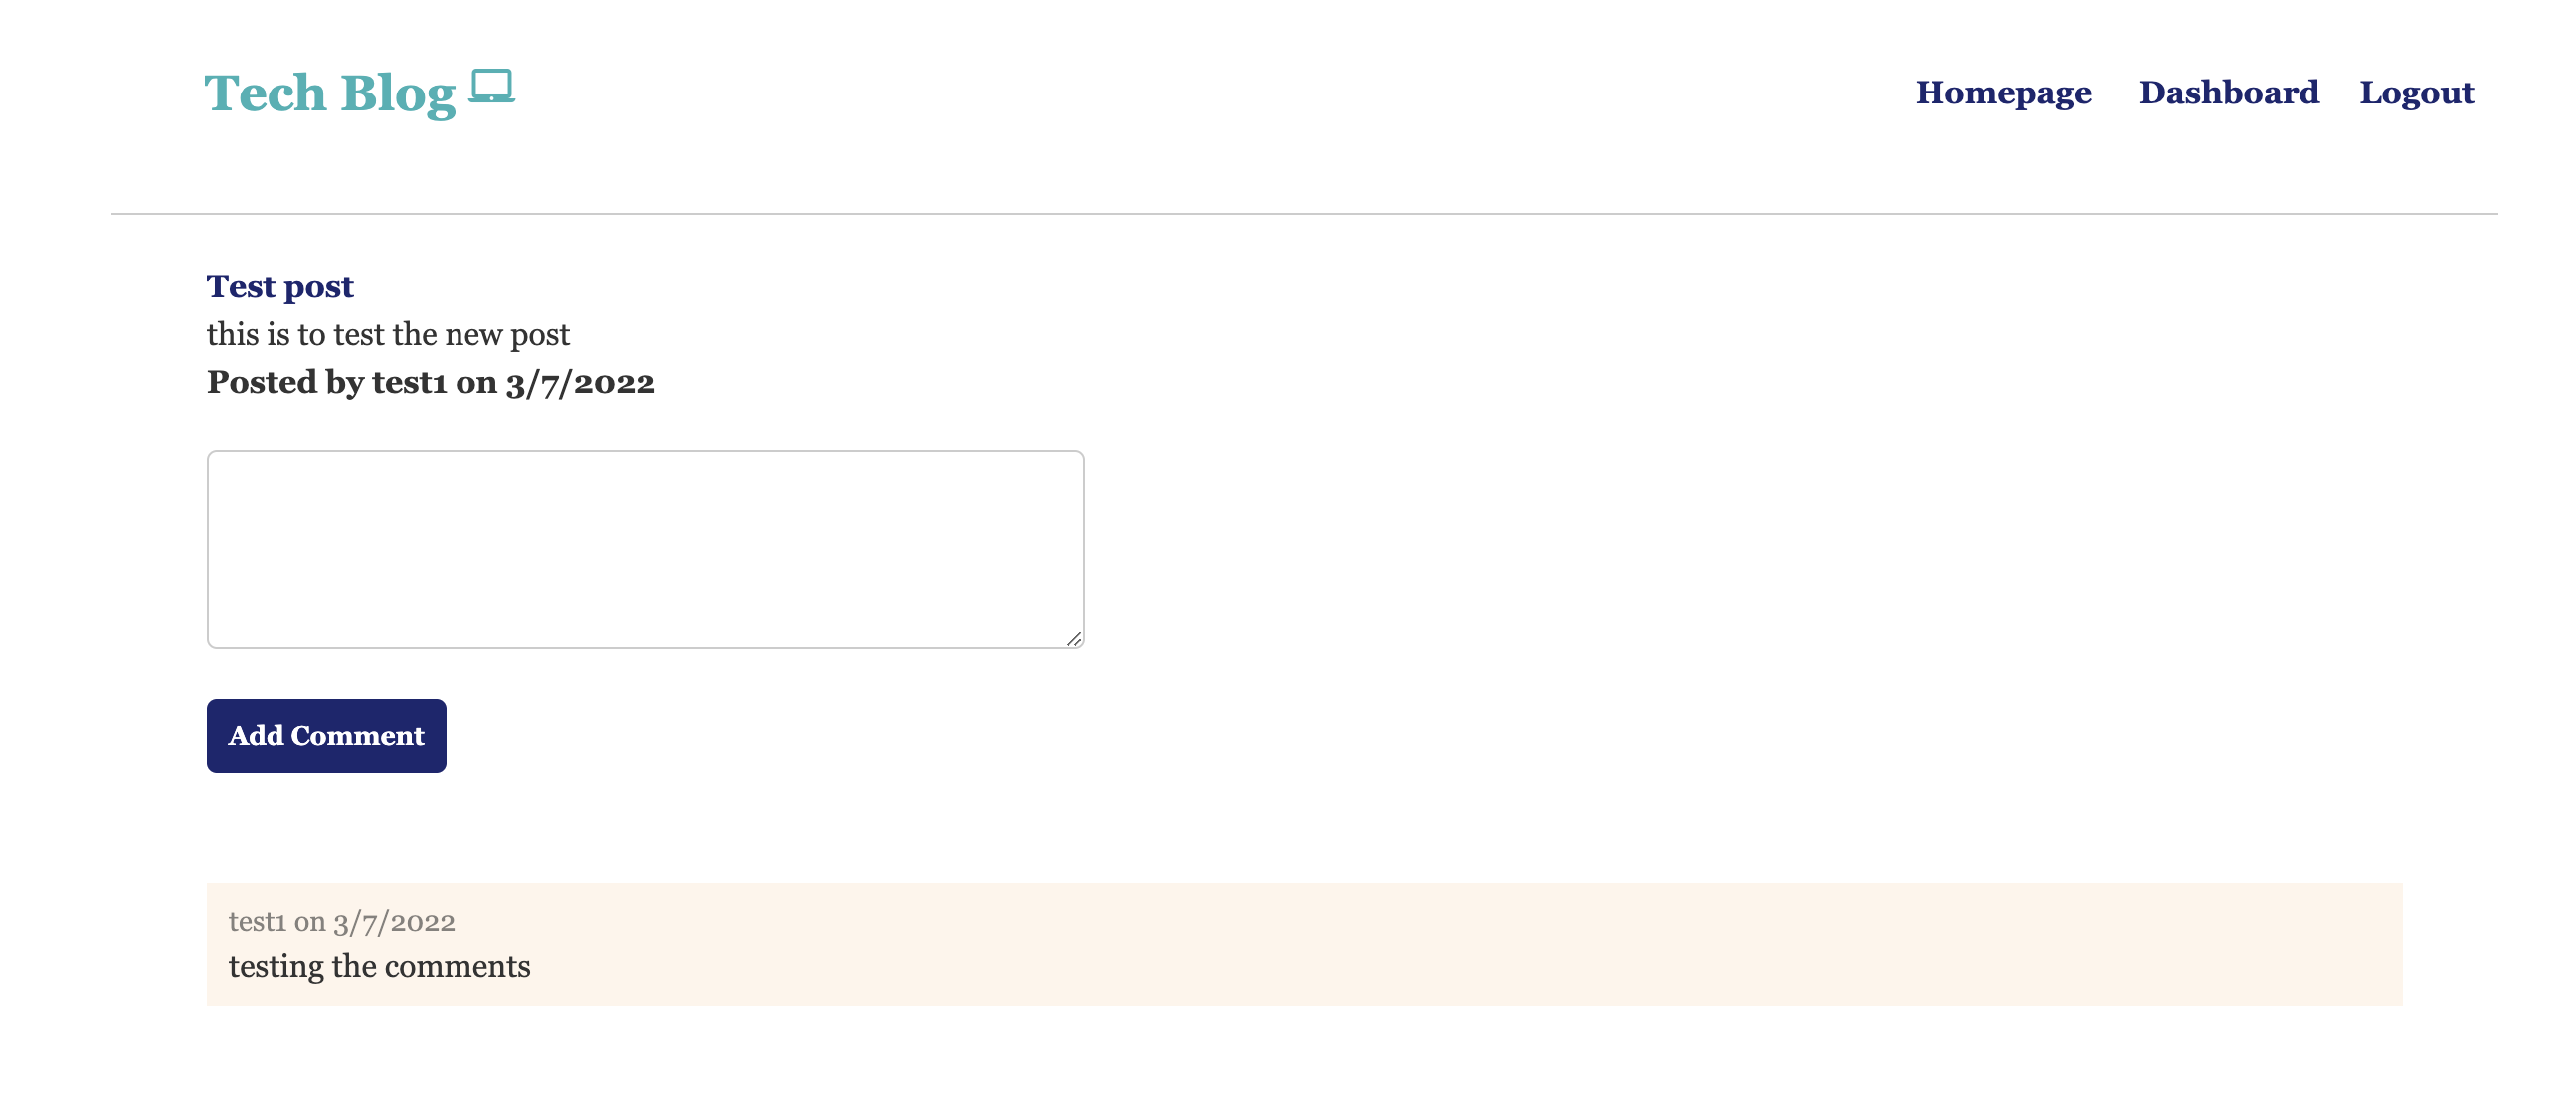 Tech Blog
Homepage Dashboard Logout
Test post
this is to test the new post
Posted by test1 on 3/7/2022
Add Comment
test1 on 3/7/2022
testing the comments